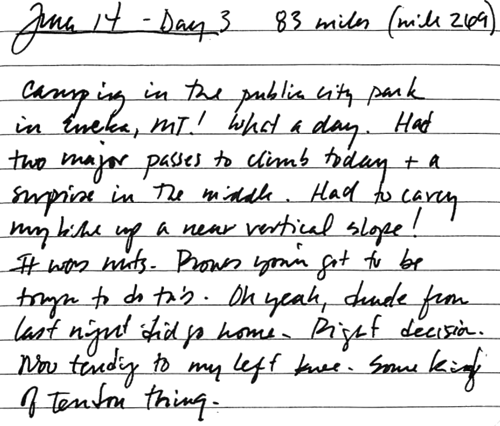 June 14 - Day 3 83 miles (mile 249)
Camping in the public city park
in Eureka, MT! What a day. Had
two major passes to climb today + a
surprise in the middle. Had to carry
my bike up a near vertical slope!
It was nuts. Proves you've got to be
tough to do this. Oh yeah, dude from
last night did go home. Right decision.
Now tending to my left knee. Some kind
of tendon thing.